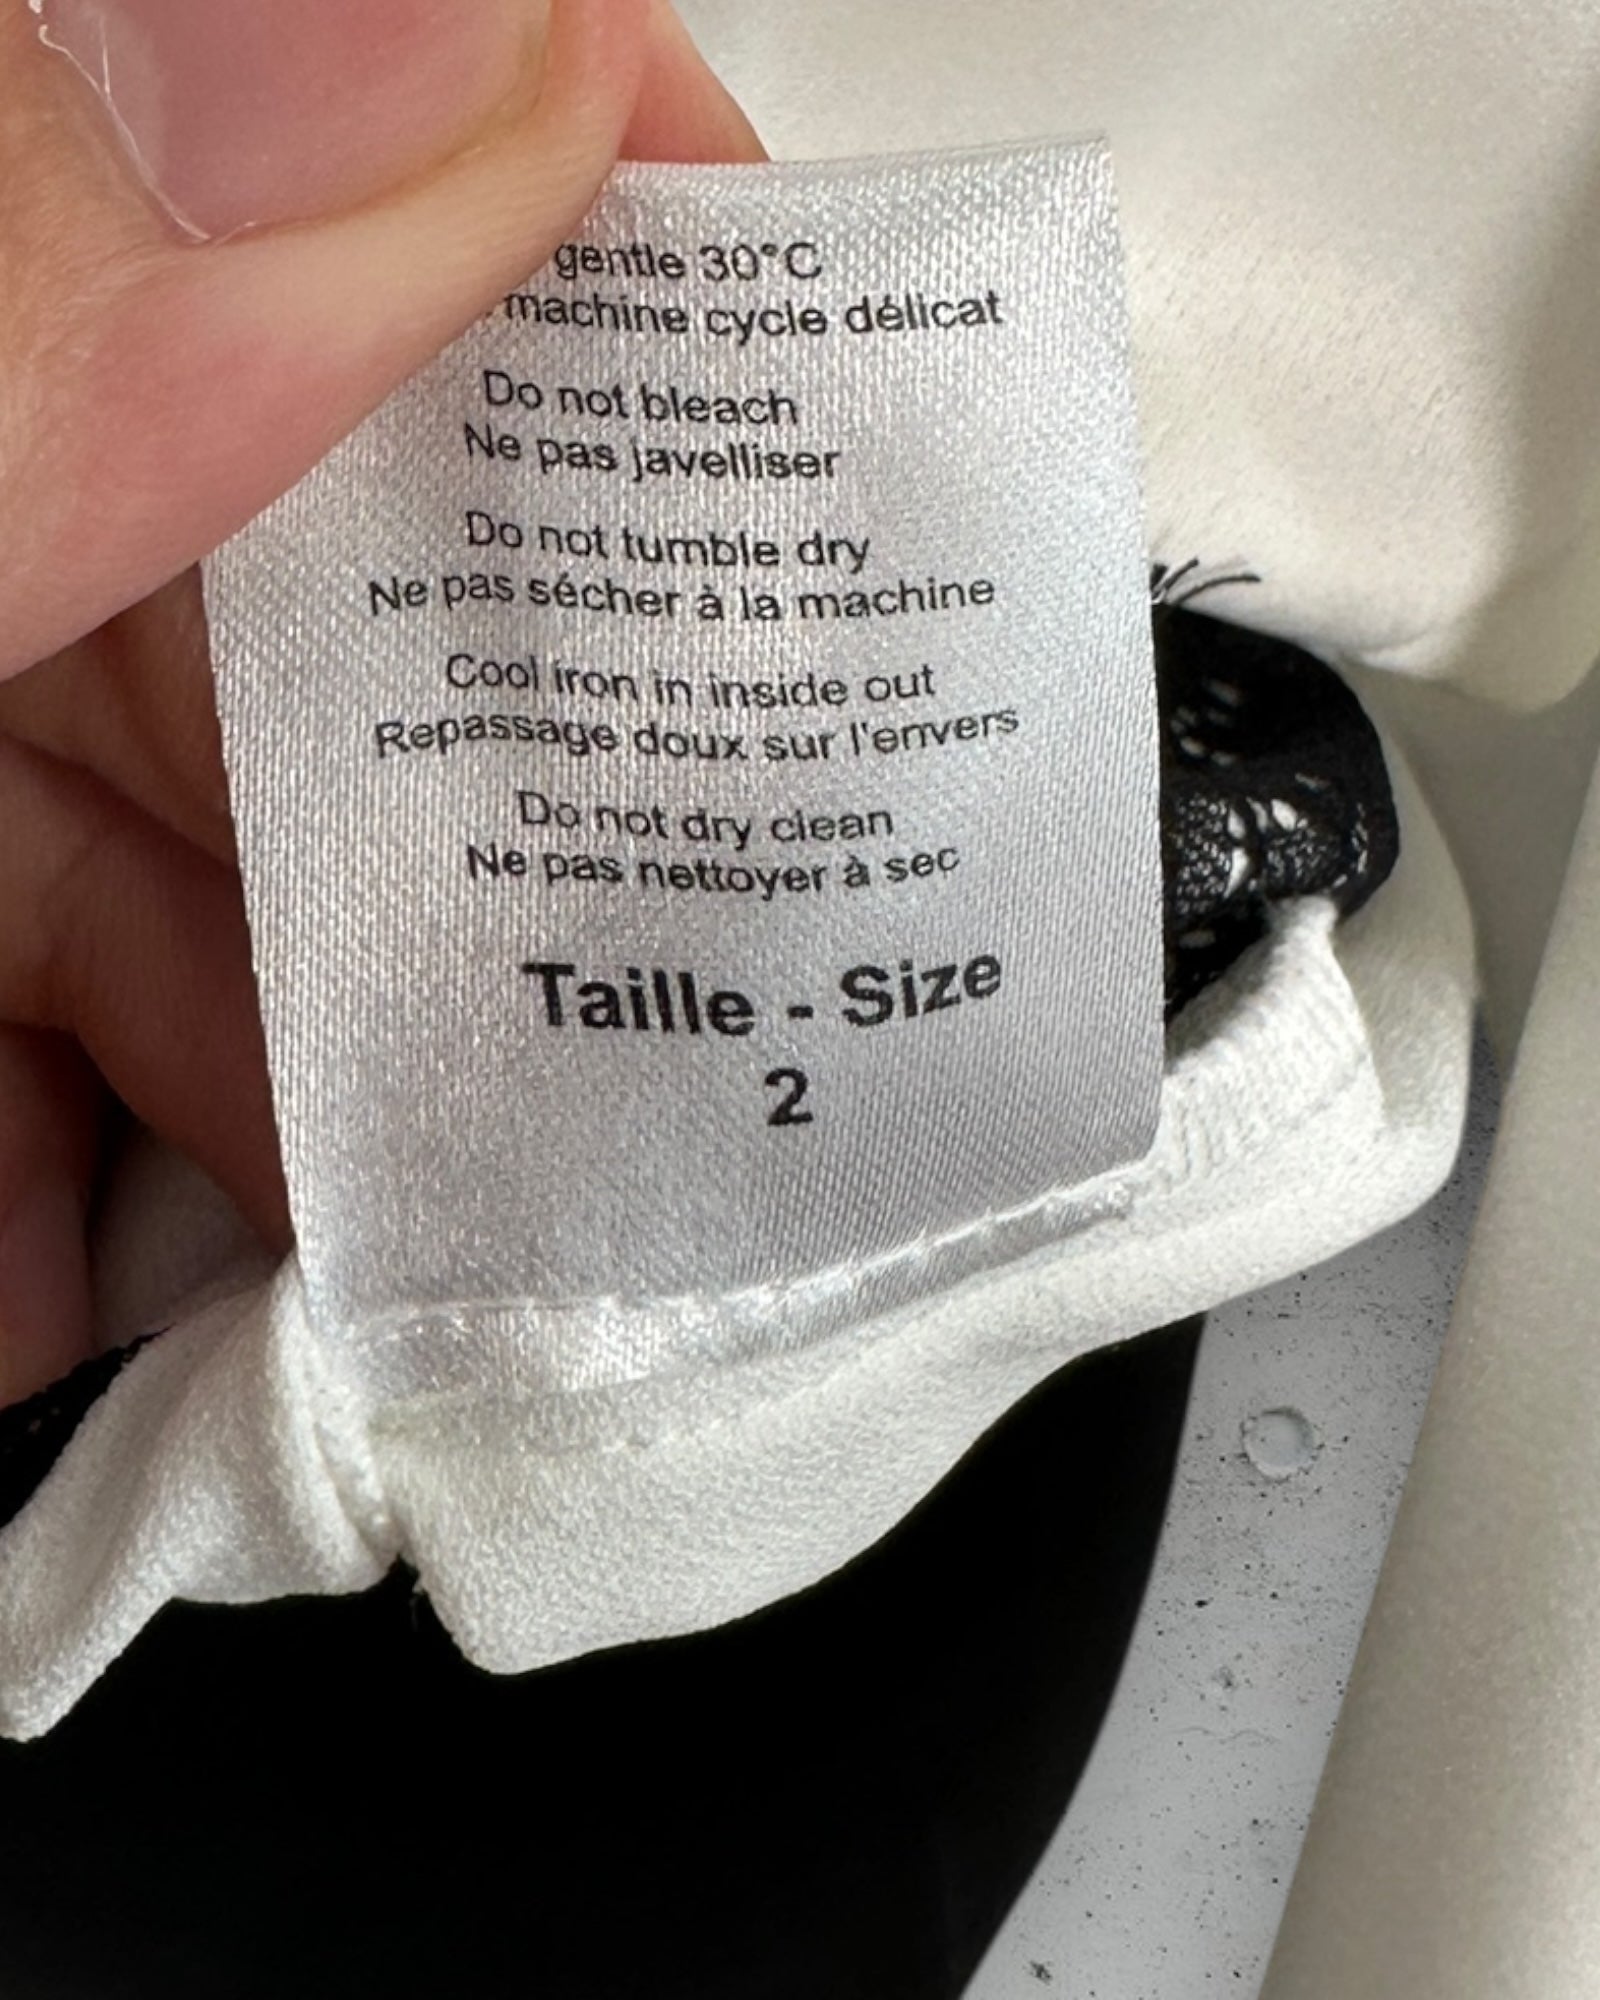 gentle 30°C
machine cycle délicat
Do not bleach
Ne pas javelliser
Do not tumble dry
Ne pas sécher à la machine
Cool iron in inside out
Repassage doux sur l'envers
Do not dry clean
Ne pas nettoyer à sec
Taille - Size
2